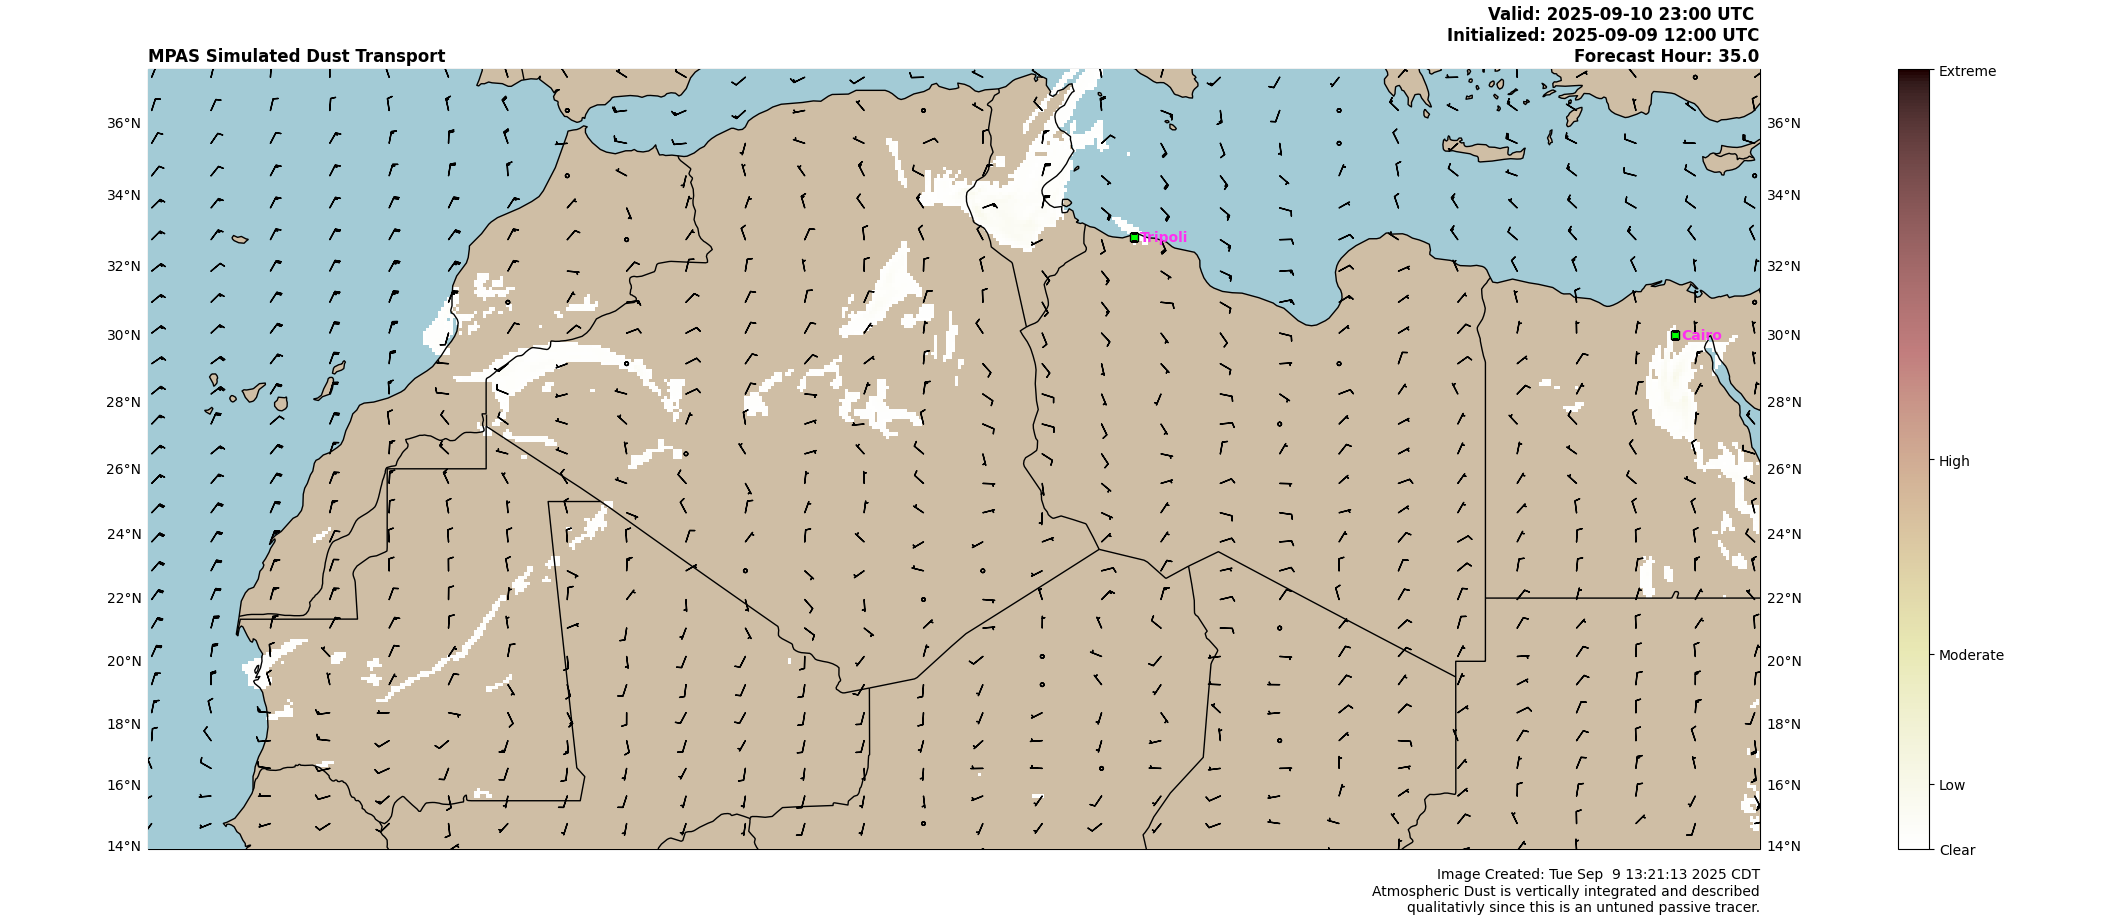 Valid: 2025-09-10 23:00 UTC
Initialized: 2025-09-09 12:00 UTC
MPAS Simulated Dust Transport
Forecast Hour: 35.0
Extreme
36°N
36°N
34°N
34°N
Tripoli
32°N
32°N
30°N
Cairo
30°N
28°N
28°N
High
26°N
26°N
24°N
24°N
22°N
22°N
Moderate
20°N
20°N
18°N
18°N
16°N
16°N
Low
14°N
14°N
Clear
Image Created: Tue Sep  9 13:21:13 2025 CDT
Atmospheric Dust is vertically integrated and described
qualitativly since this is an untuned passive tracer.